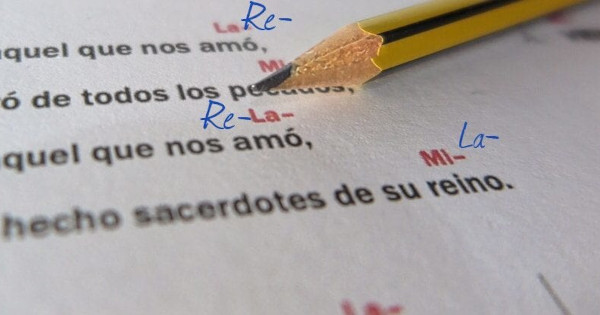 La- Re-
quel que nos amó,
Mi
ó de todos los
Re- La-
quel que nos amó,
MI- La-
hecho sacerdotes de su reino.
La-